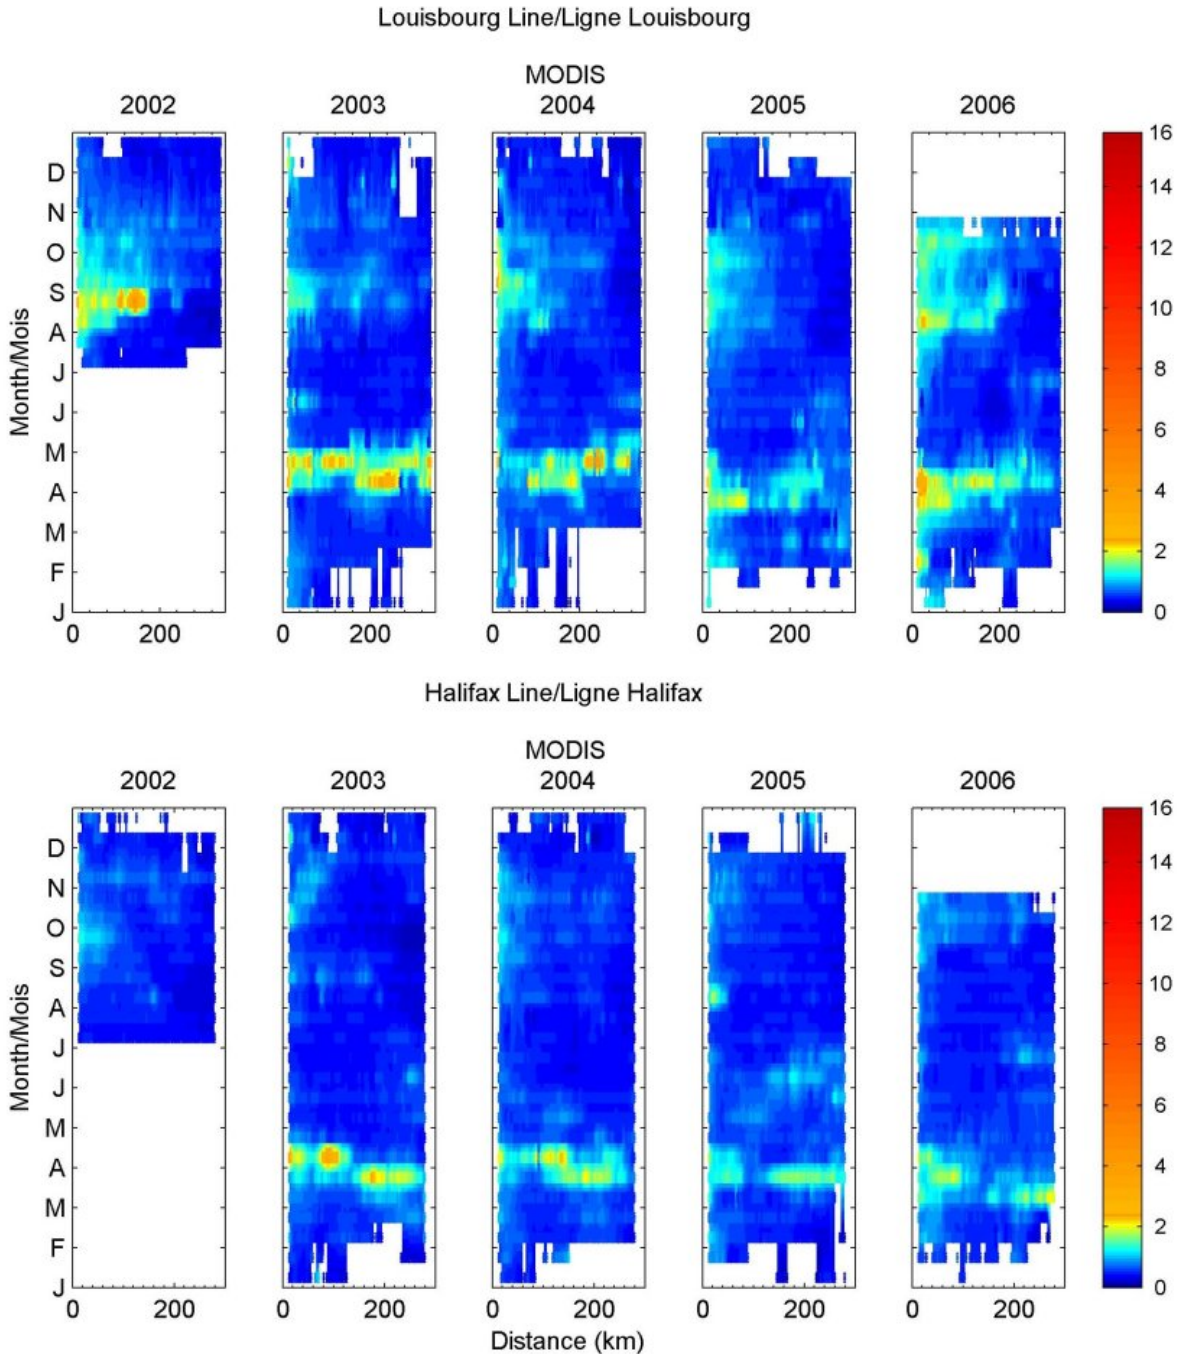 Louisbourg Line/Ligne Louisbourg
MODIS
2002 2003 2004 2005 2006
Month/Mois
D
N
O
S
A
J
J
M
A
M
F
J
0 200 0 200 0 200 0 200 0 200
16
14
12
10
8
6
4
2
0
Halifax Line/Ligne Halifax
MODIS
2002 2003 2004 2005 2006
Month/Mois
D
N
O
S
A
J
J
M
A
M
F
J
0 200 0 200 0 200 0 200 0 200
Distance (km)
16
14
12
10
8
6
4
2
0